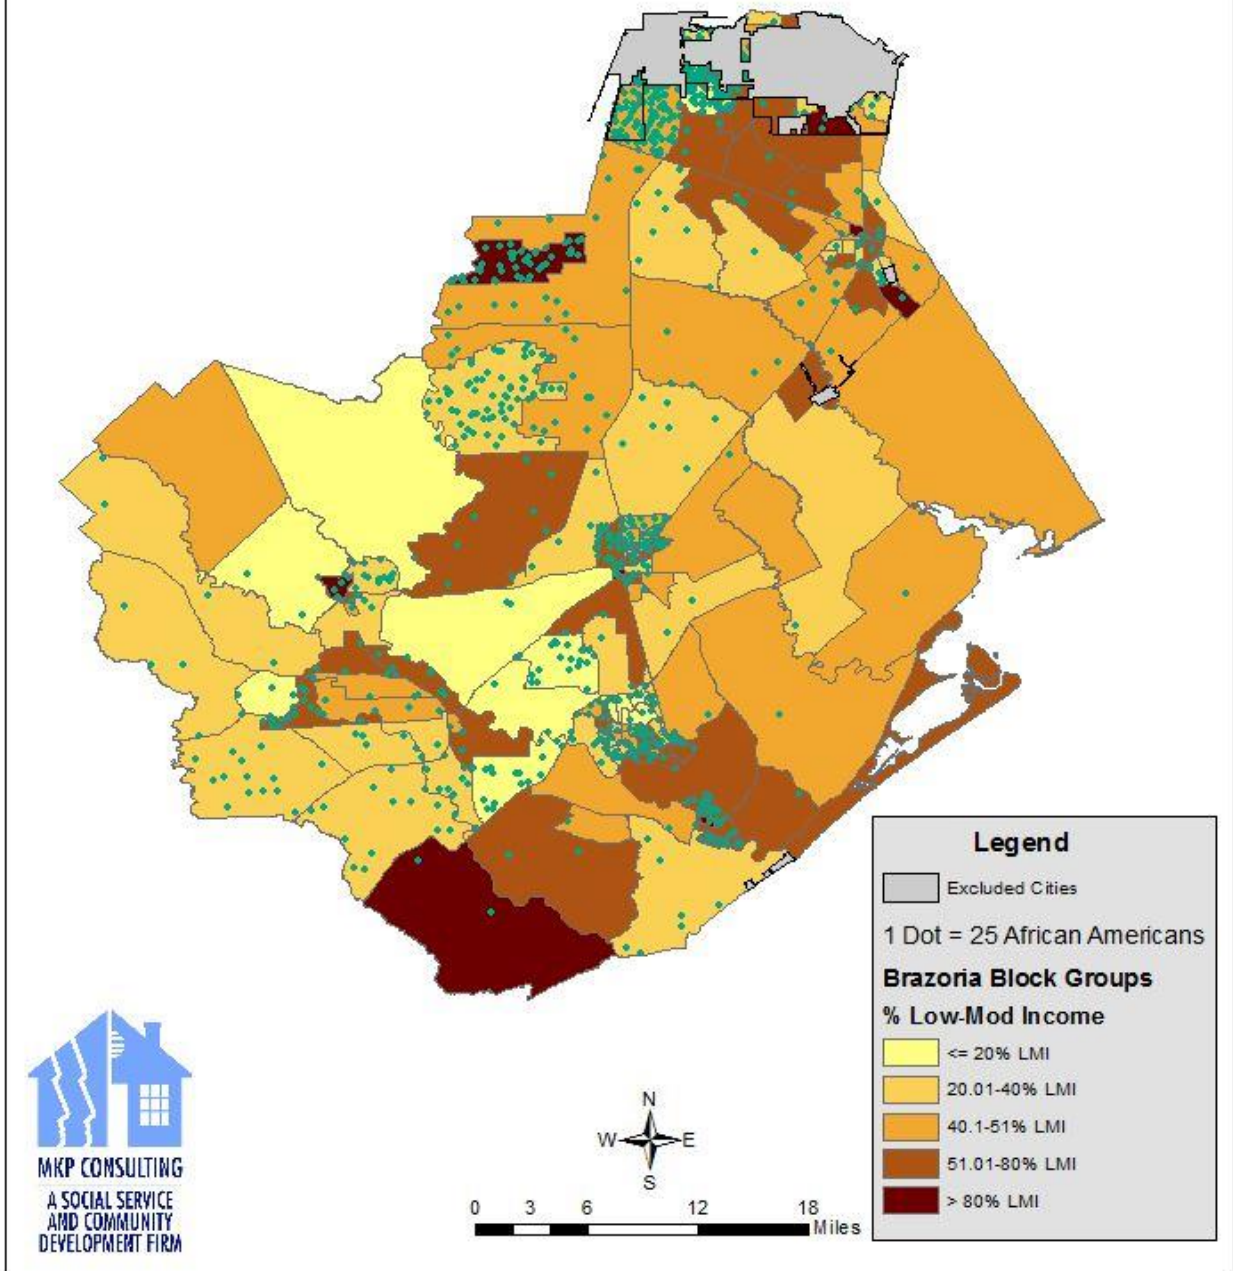 Legend
Excluded Cities
1 Dot = 25 African Americans
Brazoria Block Groups
% Low-Mod Income
<= 20% LMI
20.01-40% LMI
40.1-51% LMI
51.01-80% LMI
> 80% LMI
N
W E
S
0 3 6 12 18
Miles
MKP CONSULTING
A SOCIAL SERVICE
AND COMMUNITY
DEVELOPMENT FIRM